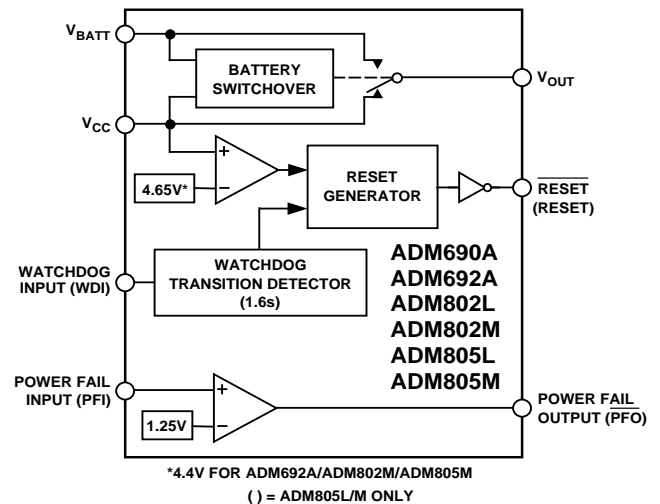 VBATT
BATTERY
SWITCHOVER
VOUT
VCC
4.65V*
+
−
RESET
GENERATOR
RESET
(RESET)
WATCHDOG
INPUT (WDI)
WATCHDOG
TRANSITION DETECTOR
(1.6s)
ADM690A
ADM692A
ADM802L
ADM802M
ADM805L
ADM805M
POWER FAIL
INPUT (PFI)
+
−
1.25V
POWER FAIL
OUTPUT (PFO)
*4.4V FOR ADM692A/ADM802M/ADM805M
( ) = ADM805L/M ONLY